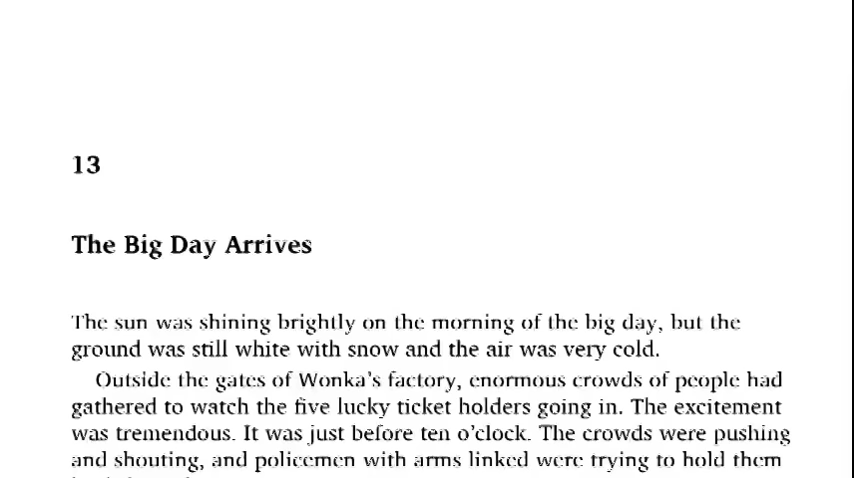 13
The Big Day Arrives
The sun was shining brightly on the morning of the big day, but the
ground was still white with snow and the air was very cold.
Outside the gates of Wonka's factory, enormous crowds of people had
gathered to watch the five lucky ticket holders going in. The excitement
was tremendous. It was just before ten o'clock. The crowds were pushing
and shouting, and policemen with arms linked were trying to hold them